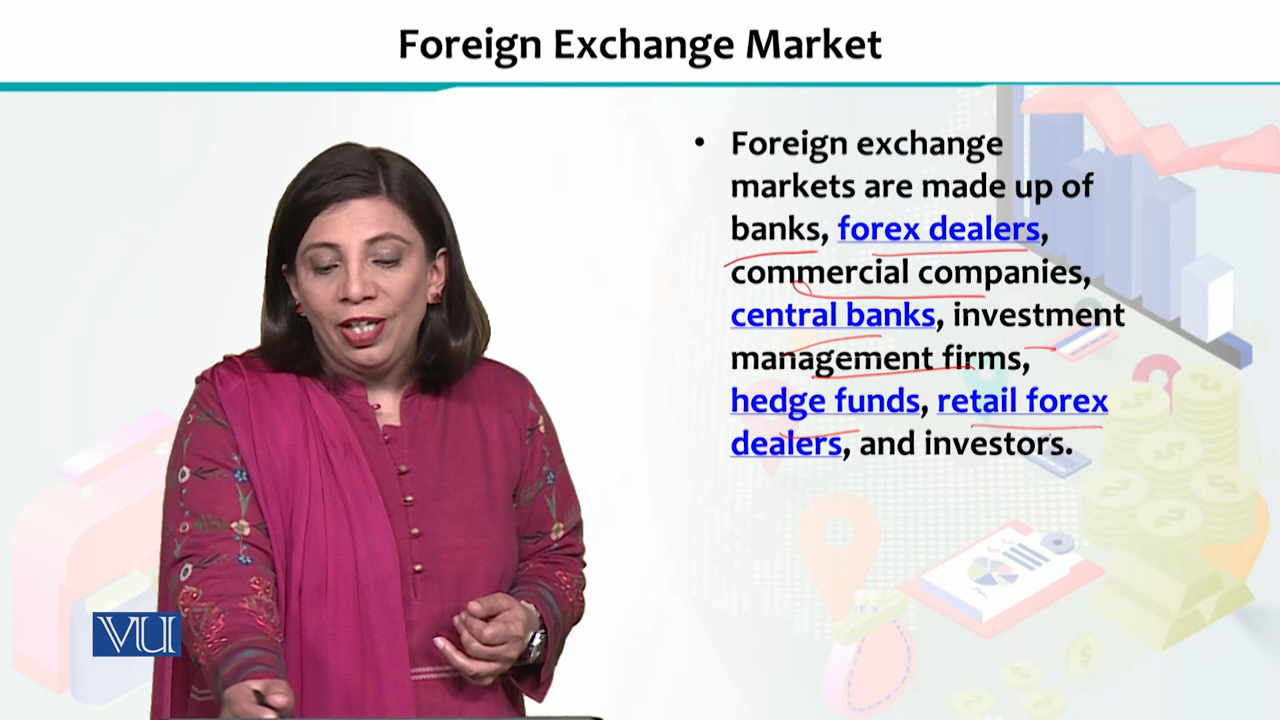 Foreign Exchange Market
• Foreign exchange
markets are made up of
banks, forex dealers,
commercial companies,
central banks, investment
management firms,
hedge funds, retail forex
dealers, and investors.
VU